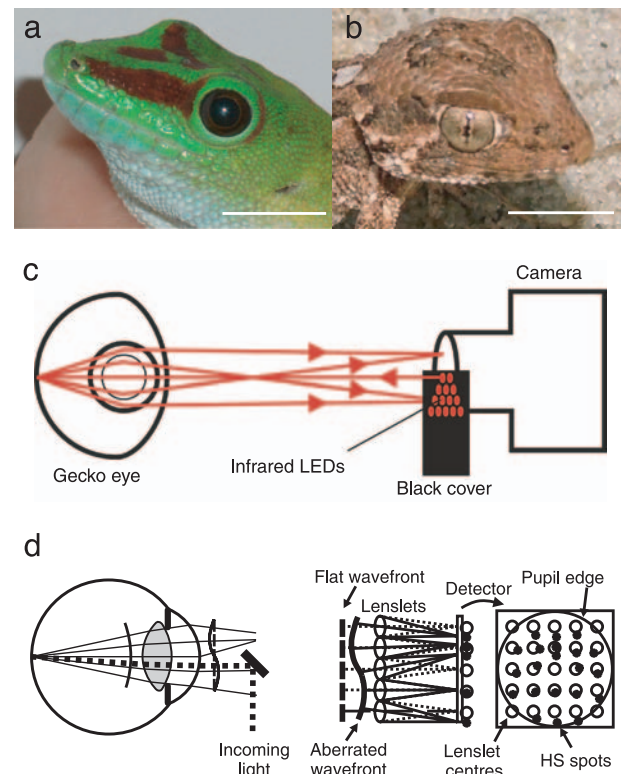 a
b
c
Camera
Infrared LEDs
Gecko eye
Black cover
d
Flat wavefront
Detector
Pupil edge
Lenslets
Incoming
light
Aberrated
wavefront
Lenslet
centres
HS spots